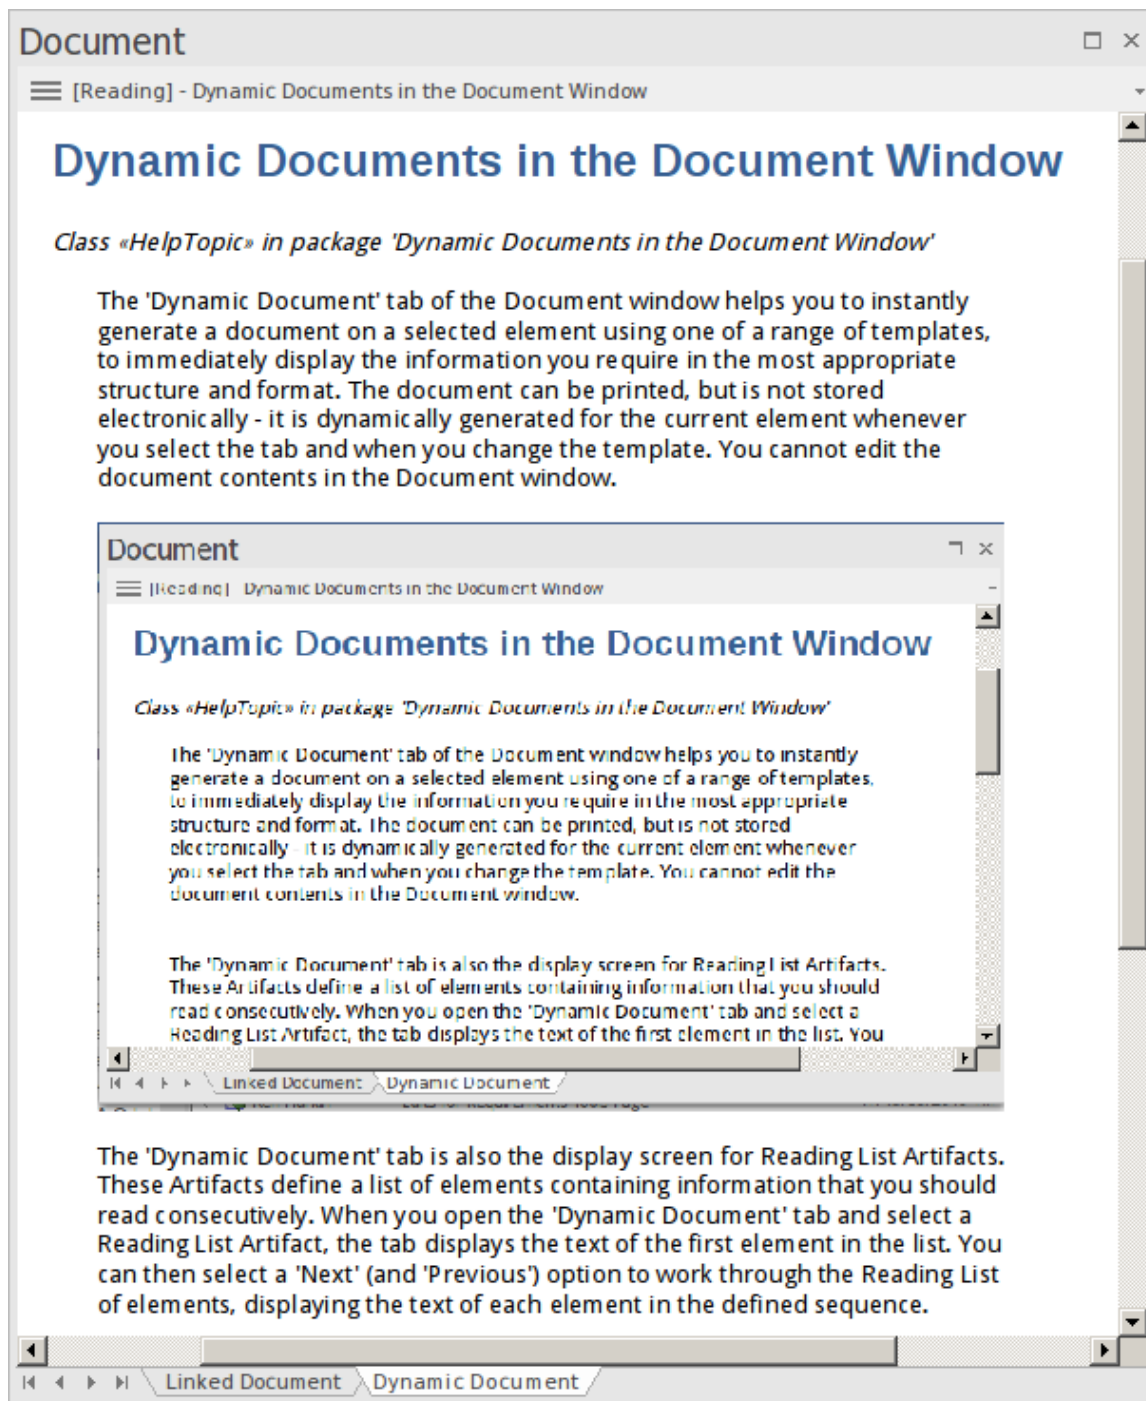 Document
[Reading] - Dynamic Documents in the Document Window
Dynamic Documents in the Document Window
Class «HelpTopic» in package 'Dynamic Documents in the Document Window'
The 'Dynamic Document' tab of the Document window helps you to instantly
generate a document on a selected element using one of a range of templates,
to immediately display the information you require in the most appropriate
structure and format. The document can be printed, but is not stored
electronically - it is dynamically generated for the current element whenever
you select the tab and when you change the template. You cannot edit the
document contents in the Document window.
Document
[Reading] Dynamic Documents in the Document Window
Dynamic Documents in the Document Window
Class «HelpTopic» in package 'Dynamic Documents in the Document Window'
The 'Dynamic Document' tab of the Document window helps you to instantly
generate a document on a selected element using one of a range of templates,
to immediately display the information you require in the most appropriate
structure and format. The document can be printed, but is not stored
electronically - it is dynamically generated for the current element whenever
you select the tab and when you change the template. You cannot edit the
document contents in the Document window.
The 'Dynamic Document' tab is also the display screen for Reading List Artifacts.
These Artifacts define a list of elements containing information that you should
read consecutively. When you open the 'Dynamic Document' tab and select a
Reading List Artifact, the tab displays the text of the first element in the list. You
Linked Document Dynamic Document
The 'Dynamic Document' tab is also the display screen for Reading List Artifacts.
These Artifacts define a list of elements containing information that you should
read consecutively. When you open the 'Dynamic Document' tab and select a
Reading List Artifact, the tab displays the text of the first element in the list. You
can then select a 'Next' (and 'Previous') option to work through the Reading List
of elements, displaying the text of each element in the defined sequence.
Linked Document Dynamic Document